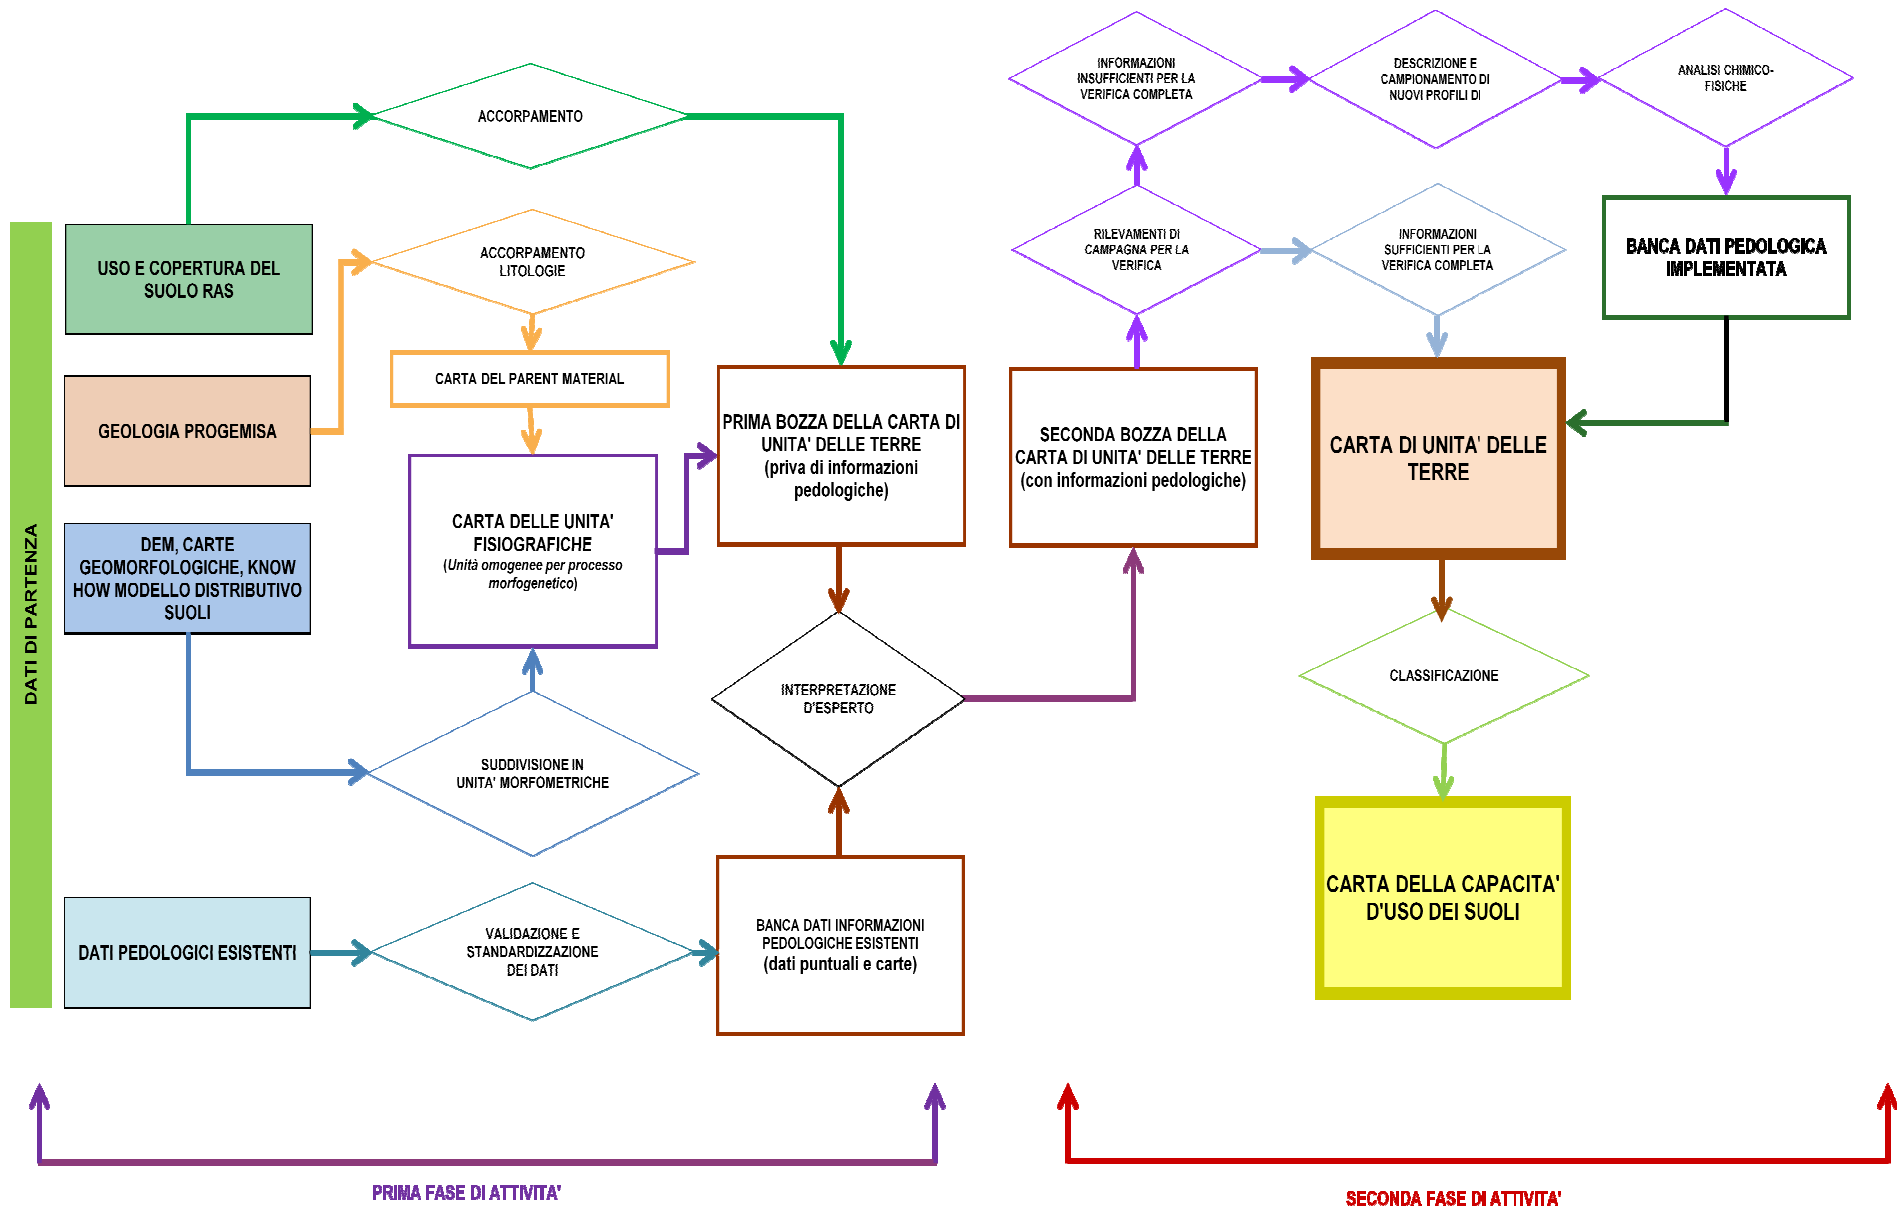 DATI DI PARTENZA
USO E COPERTURA DEL
SUOLO RAS
GEOLOGIA PROGEMISA
DEM, CARTE
GEOMORFOLOGICHE, KNOW
HOW MODELLO DISTRIBUTIVO
SUOLI
DATI PEDOLOGICI ESISTENTI
ACCORPAMENTO
ACCORPAMENTO
LITOLOGIE
CARTA DEL PARENT MATERIAL
CARTA DELLE UNITA'
FISIOGRAFICHE
(Unità omogenee per processo
morfogenetico)
SUDDIVISIONE IN
UNITA' MORFOMETRICHE
VALIDAZIONE E
STANDARDIZZAZIONE
DEI DATI
PRIMA BOZZA DELLA CARTA DI
UNITA' DELLE TERRE
(priva di informazioni
pedologiche)
INTERPRETAZIONE
D'ESPERTO
BANCA DATI INFORMAZIONI
PEDOLOGICHE ESISTENTI
(dati puntuali e carte)
INFORMAZIONI
INSUFFICIENTI PER LA
VERIFICA COMPLETA
RILEVAMENTI DI
CAMPAGNA PER LA
VERIFICA
SECONDA BOZZA DELLA
CARTA DI UNITA' DELLE TERRE
(con informazioni pedologiche)
DESCRIZIONE E
CAMPIONAMENTO DI
NUOVI PROFILI DI
INFORMAZIONI
SUFFICIENTI PER LA
VERIFICA COMPLETA
CARTA DI UNITA' DELLE
TERRE
CLASSIFICAZIONE
CARTA DELLA CAPACITA'
D'USO DEI SUOLI
ANALISI CHIMICO-
FISICHE
BANCA DATI PEDOLOGICA
IMPLEMENTATA
PRIMA FASE DI ATTIVITA'
SECONDA FASE DI ATTIVITA'